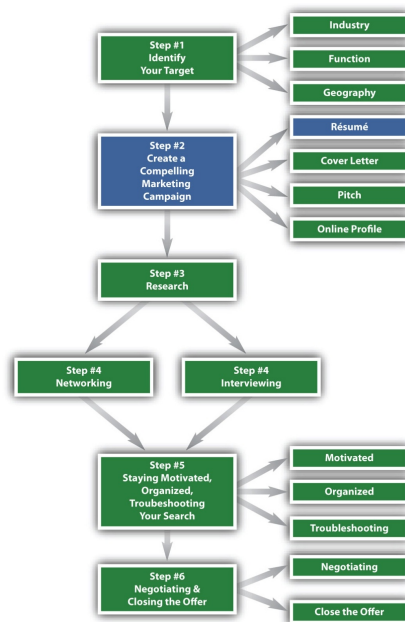 Step #1
Identify
Your Target
Industry
Function
Geography
Step #2
Create a
Compelling
Marketing
Campaign
Résumé
Cover Letter
Pitch
Online Profile
Step #3
Research
Step #4
Networking
Step #4
Interviewing
Step #5
Staying Motivated,
Organized,
Troubeshooting
Your Search
Motivated
Organized
Troubleshooting
Step #6
Negotiating &
Closing the Offer
Negotiating
Close the Offer